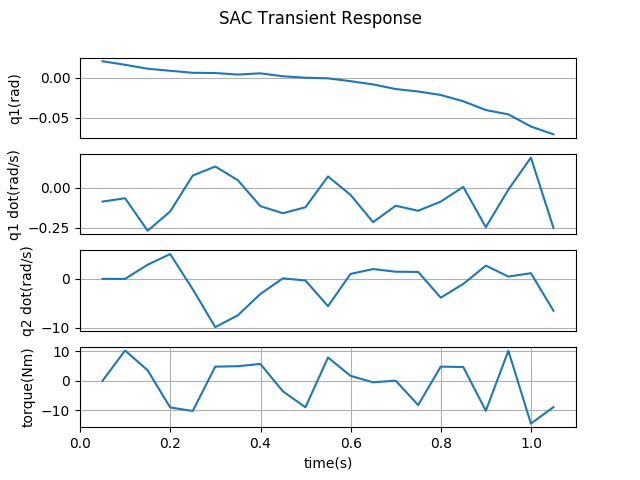 SAC Transient Response
q1(rad)
0.00
−0.05
q1 dot(rad/s)
0.00
−0.25
q2 dot(rad/s)
0
−10
torque(Nm)
10
0
−10
0.0 0.2 0.4 0.6 0.8 1.0
time(s)